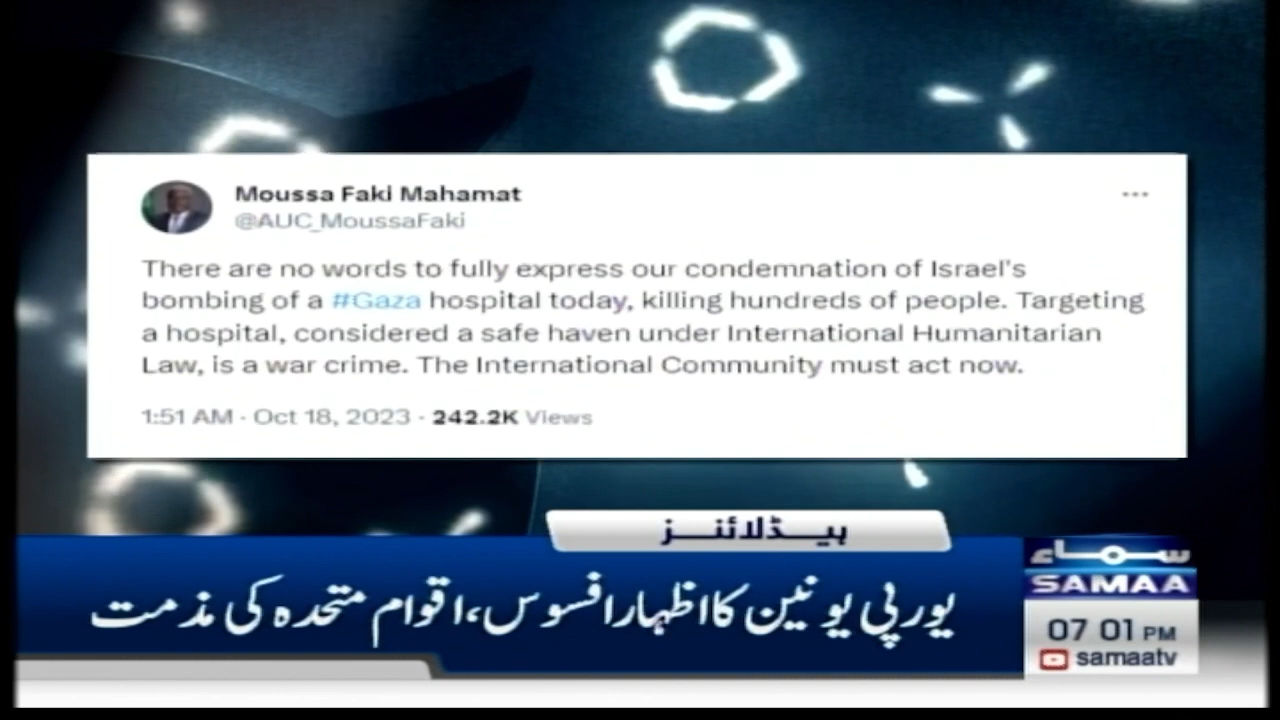 Moussa Faki Mahamat
@AUC_MoussaFaki
There are no words to fully express our condemnation of Israel's
bombing of a #Gaza hospital today, killing hundreds of people. Targeting
a hospital, considered a safe haven under International Humanitarian
Law, is a war crime. The International Community must act now.
1:51 AM · Oct 18, 2023 · 242.2K Views
ہیڈلائنز
یورپی یونین کا اظہار افسوس، اقوام متحدہ کی مذمت
سماء
SAMAA
07 01 PM
samaatv